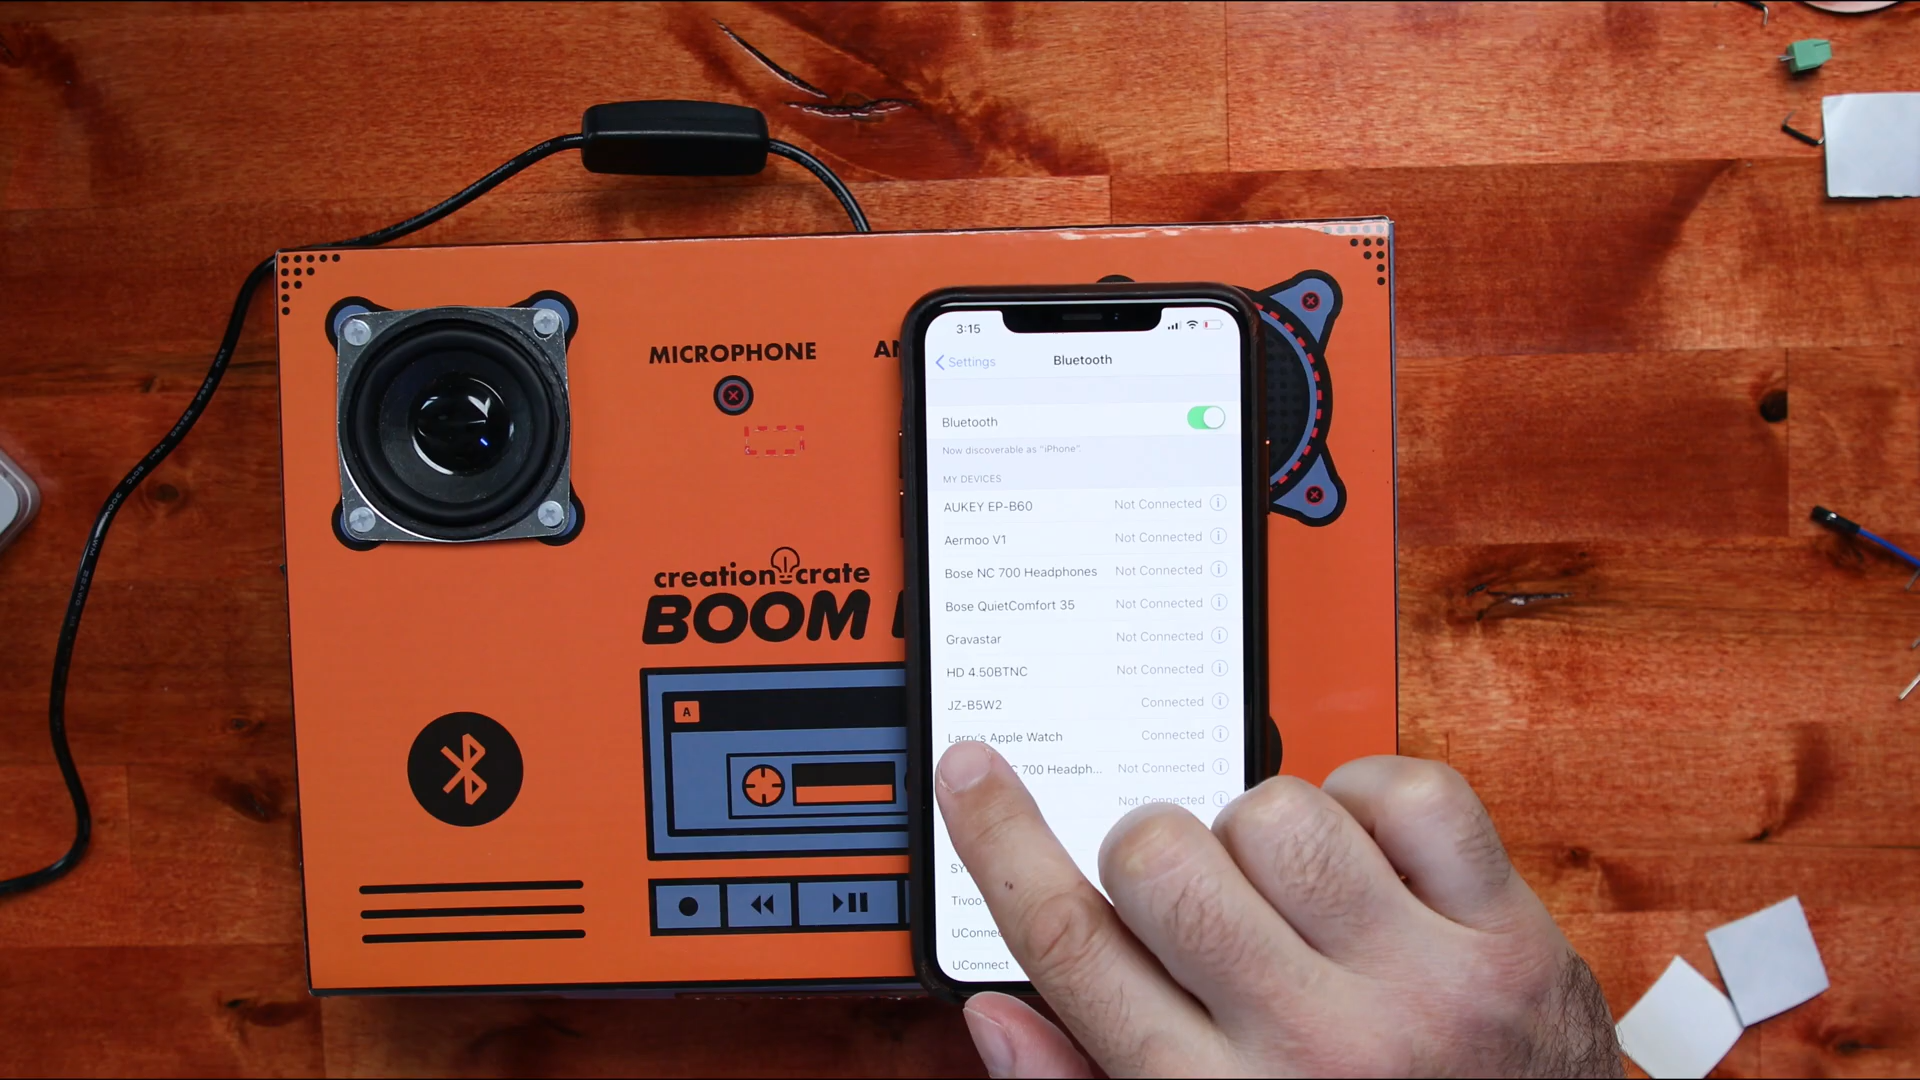 MICROPHONE
creation crate
BOOM
A
3:15
Settings
Bluetooth
Bluetooth
Now discoverable as "iPhone".
MY DEVICES
AUKEY EP-B60 Not Connected
Aermoo V1 Not Connected
Bose NC 700 Headphones Not Connected
Bose QuietComfort 35 Not Connected
Gravastar Not Connected
HD 4.50BTNC Not Connected
JZ-B5W2 Connected
Larry's Apple Watch Connected
700 Headph... Not Connected
Not Connected
Tivoo-
UConnect